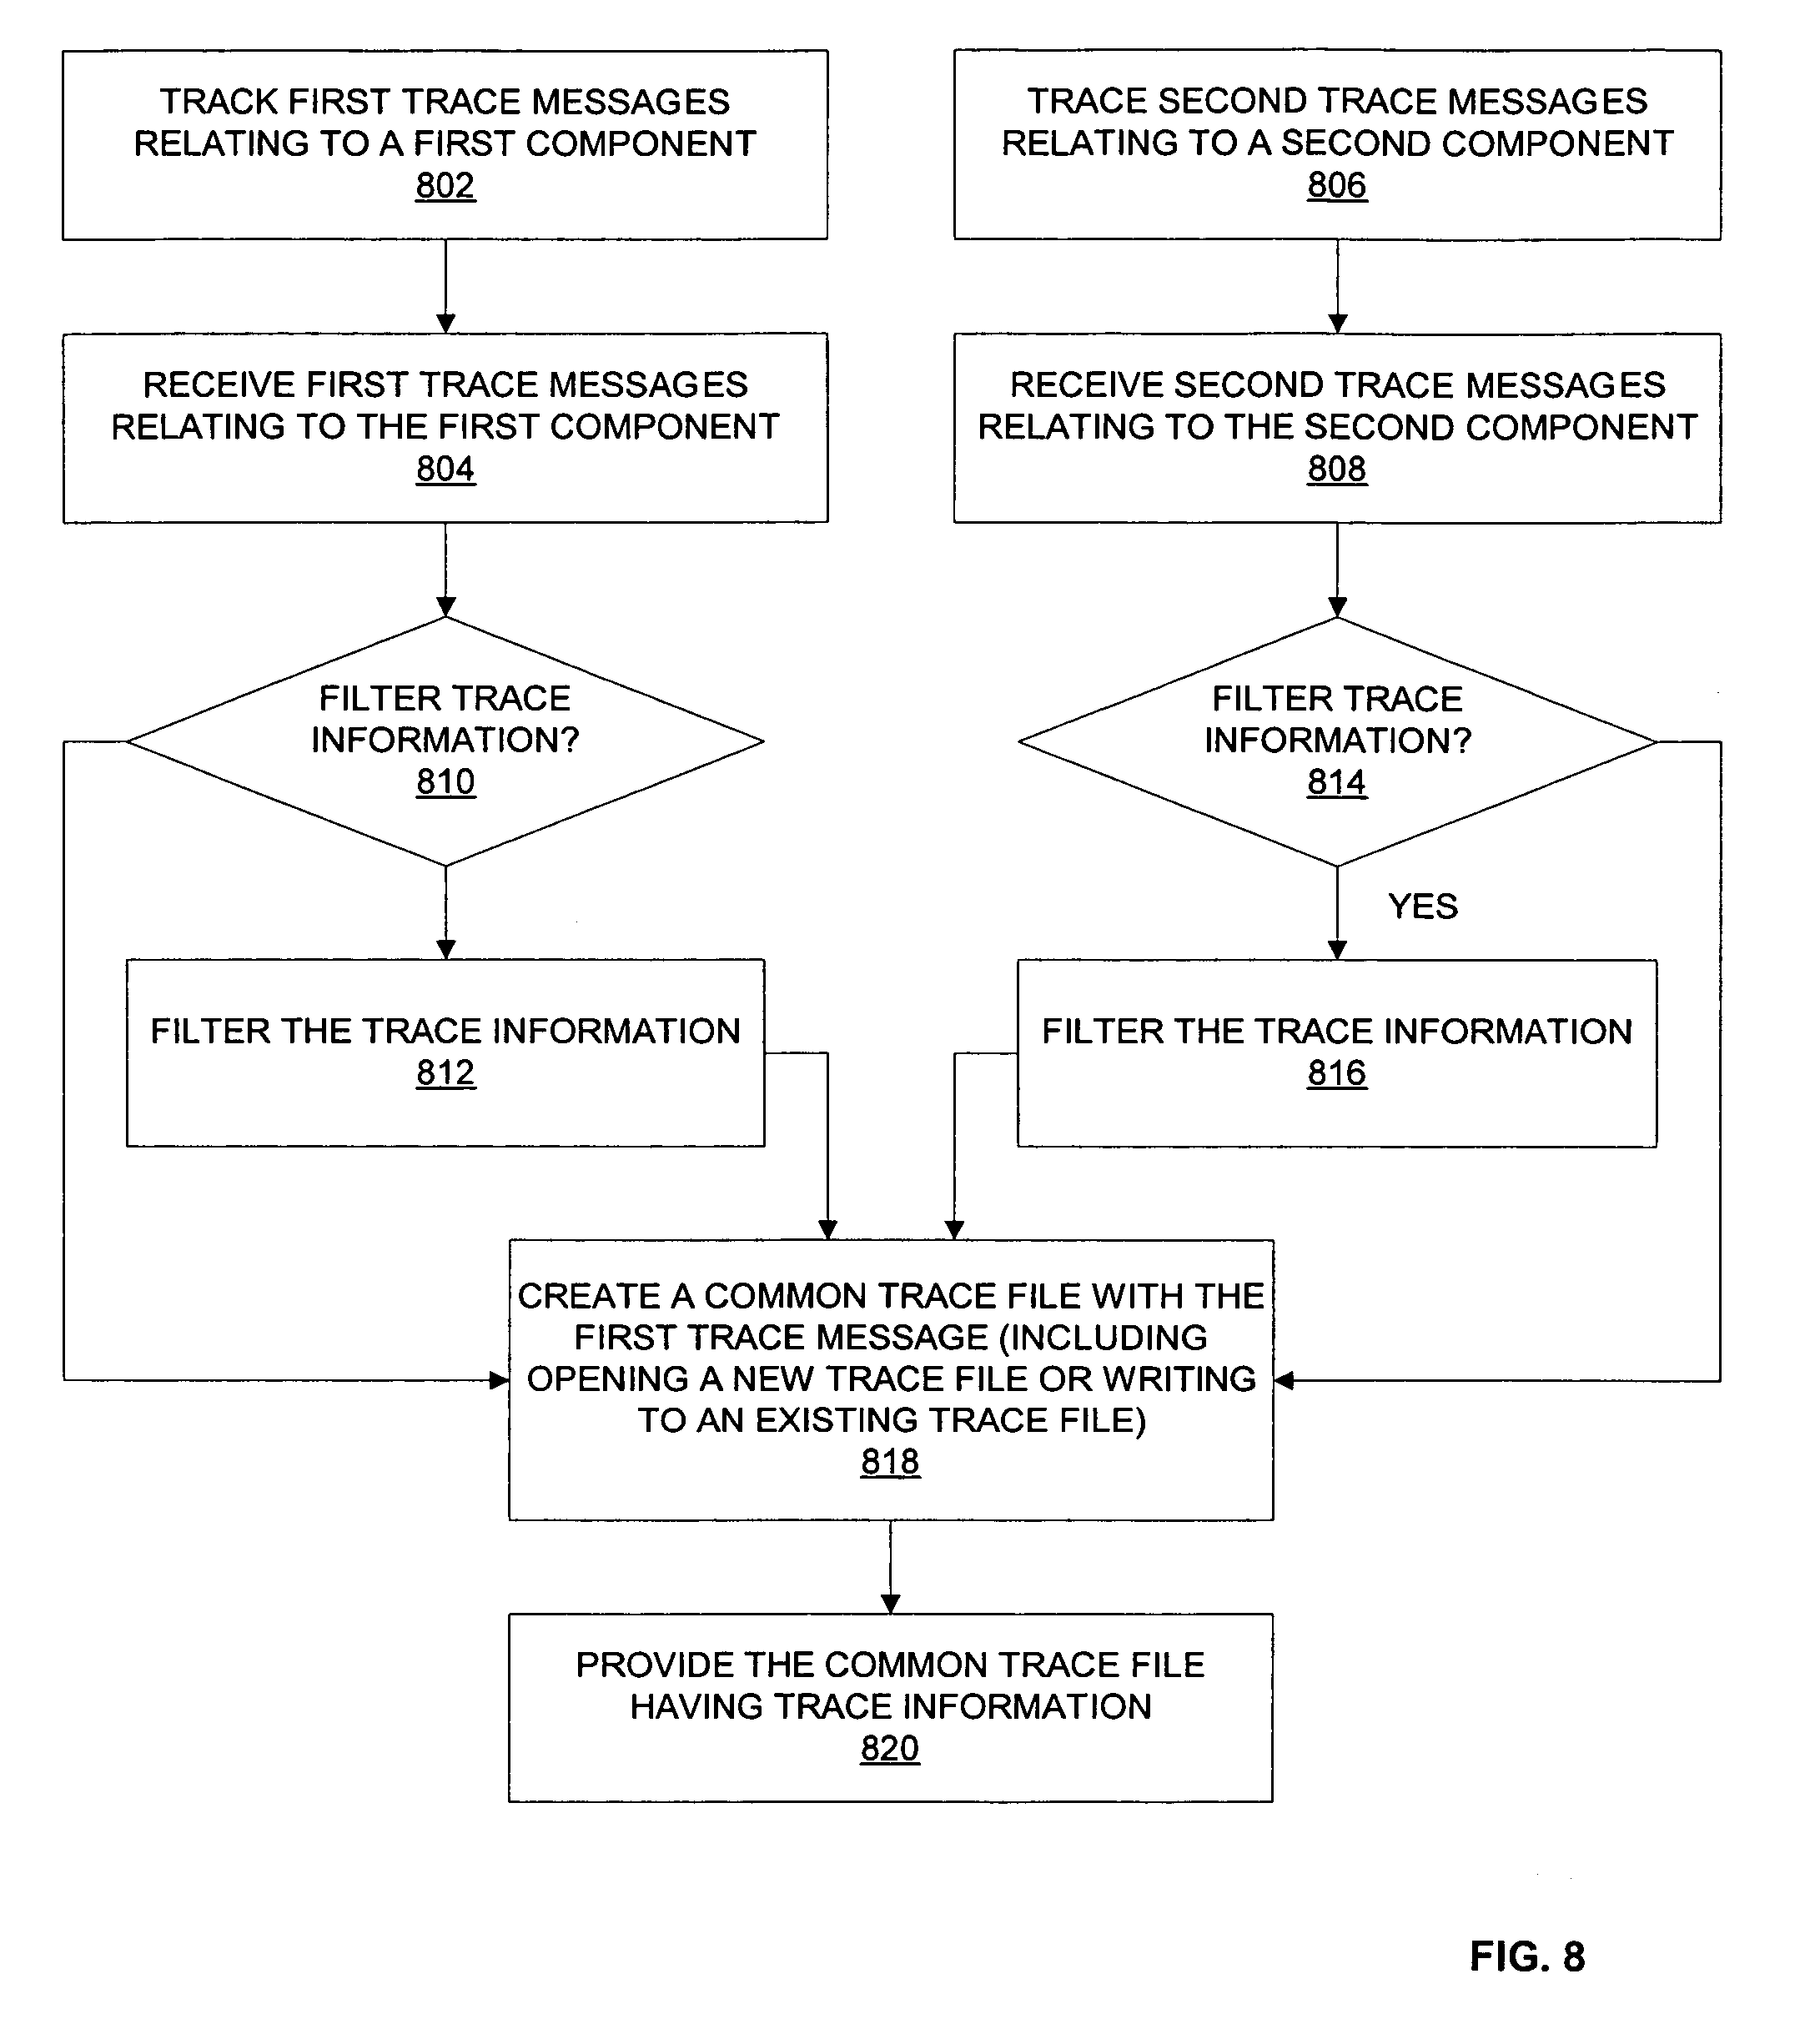 TRACK FIRST TRACE MESSAGES
RELATING TO A FIRST COMPONENT
802
TRACE SECOND TRACE MESSAGES
RELATING TO A SECOND COMPONENT
806
RECEIVE FIRST TRACE MESSAGES
RELATING TO THE FIRST COMPONENT
804
RECEIVE SECOND TRACE MESSAGES
RELATING TO THE SECOND COMPONENT
808
FILTER TRACE
INFORMATION?
810
FILTER TRACE
INFORMATION?
814
YES
FILTER THE TRACE INFORMATION
812
FILTER THE TRACE INFORMATION
816
CREATE A COMMON TRACE FILE WITH THE
FIRST TRACE MESSAGE (INCLUDING
OPENING A NEW TRACE FILE OR WRITING
TO AN EXISTING TRACE FILE)
818
PROVIDE THE COMMON TRACE FILE
HAVING TRACE INFORMATION
820
FIG. 8